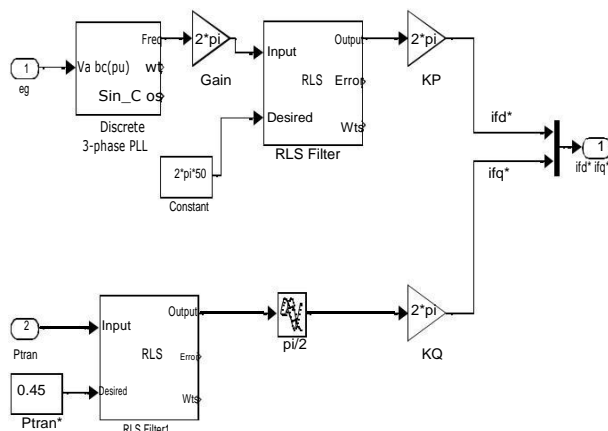 1
eg
Va bc(pu)
Freq
wt
Sin_C os
Discrete
3-phase PLL
2*pi
Gain
Input
Output
RLS
Error
Desired
Wts
RLS Filter
2*pi*50
Constant
2*pi
KP
ifd*
ifq*
1
ifd* ifq*
2
Ptran
0.45
Ptran*
Input
Output
RLS
Error
Desired
Wts
RLS Filter1
pi/2
2*pi
KQ